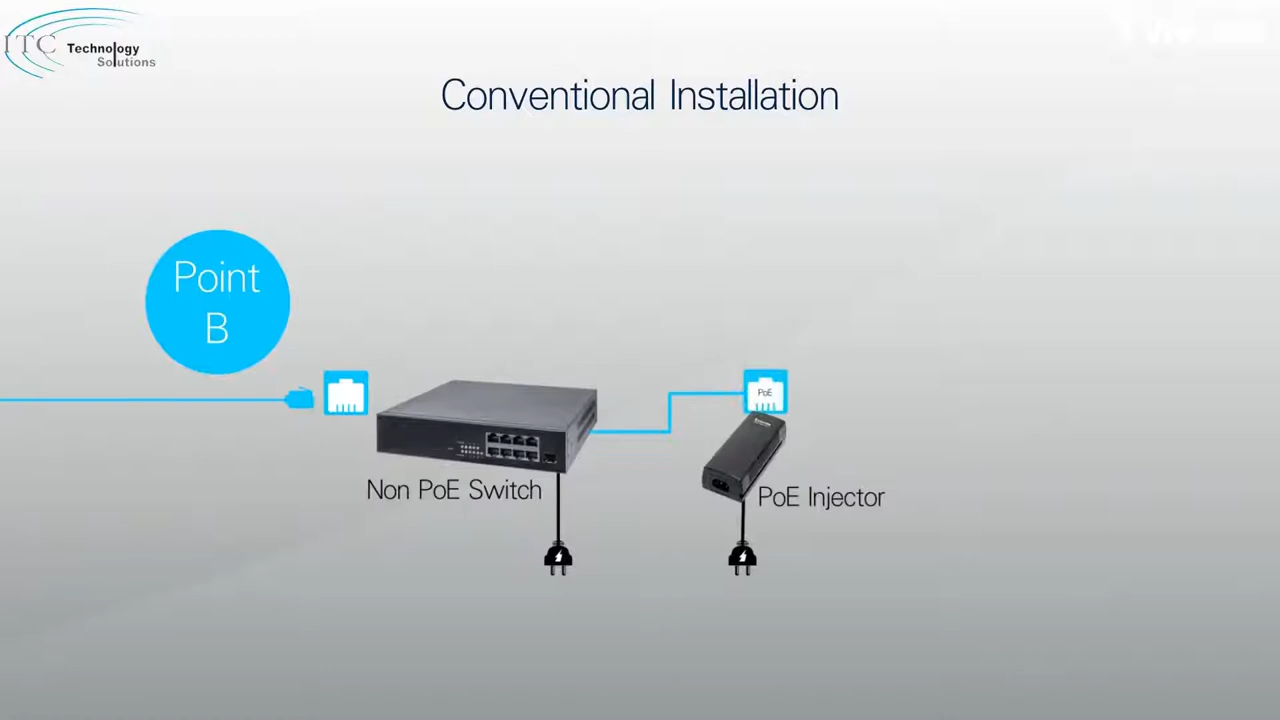 ITC Technology
Solutions
Conventional Installation
Point
B
PoE
Non PoE Switch
PoE Injector